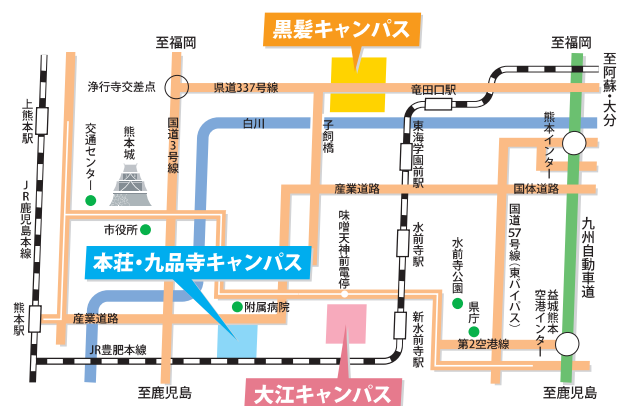 黒髪キャンパス
至福岡
至福岡
至阿蘇・大分
浄行寺交差点
県道337号線
竜田口駅
上熊本駅
交通センター
熊本城
国道3号線
白川
子飼橋
東海学園前駅
熊本インター
産業道路
国体道路
JR鹿児島本線
市役所
味噌天神前電停
水前寺駅
水前寺公園
国道57号線(東バイパス)
九州自動車道
本荘・九品寺キャンパス
益城熊本空港インター
県庁
熊本駅
産業道路
附属病院
新水前寺駅
第2空港線
JR豊肥本線
大江キャンパス
至鹿児島
至鹿児島